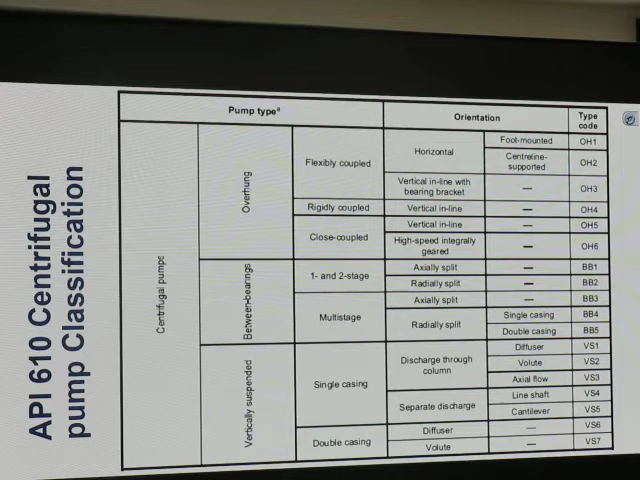 API 610 Centrifugal
pump Classification
Pump typeᵃ
Orientation
Type
code
Centrifugal pumps
Overhung
Flexibly coupled
Horizontal
Foot-mounted
OH1
Centreline-
supported
OH2
Vertical in-line with
bearing bracket
—
OH3
Rigidly coupled
Vertical in-line
—
OH4
Close-coupled
Vertical in-line
—
OH5
High-speed integrally
geared
—
OH6
Between-bearings
1- and 2-stage
Axially split
—
BB1
Radially split
—
BB2
Multistage
Axially split
—
BB3
Radially split
Single casing
BB4
Double casing
BB5
Vertically suspended
Single casing
Discharge through
column
Diffuser
VS1
Volute
VS2
Axial flow
VS3
Separate discharge
Line shaft
VS4
Cantilever
VS5
Double casing
Diffuser
—
VS6
Volute
—
VS7